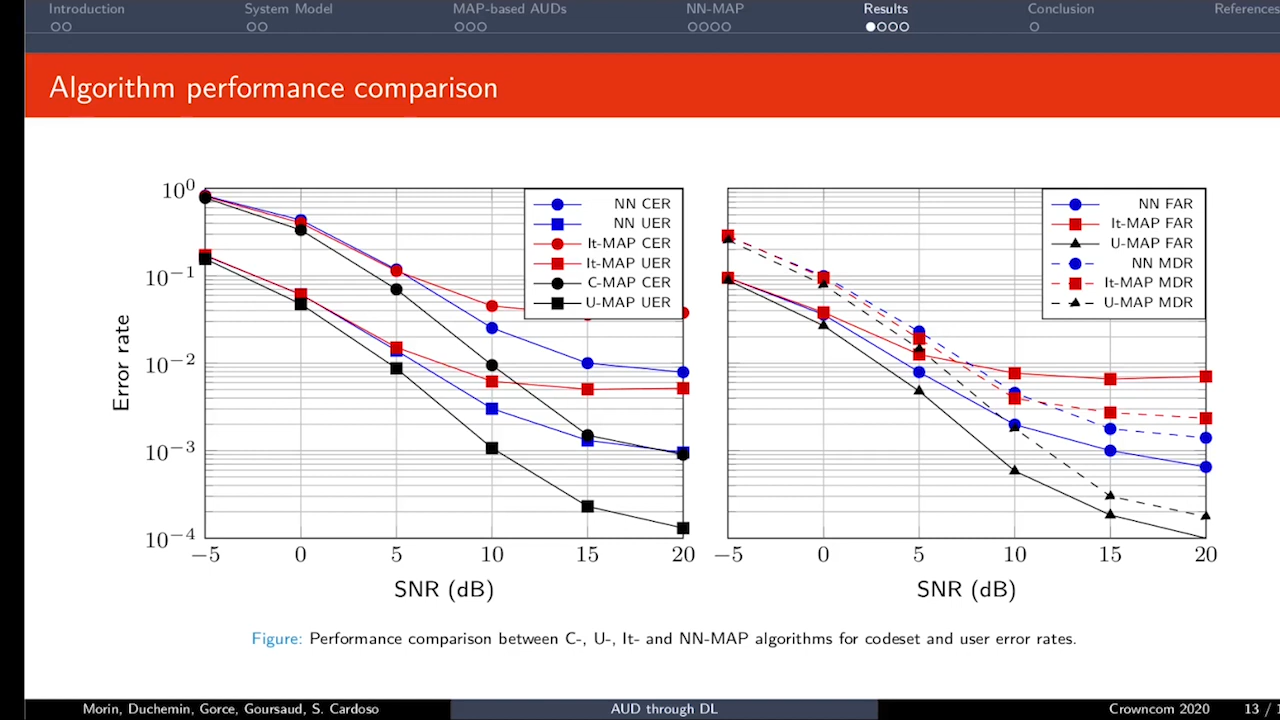 Introduction System Model MAP-based AUDs NN-MAP Results Conclusion References
Algorithm performance comparison
10^0
10^−1
10^−2
10^−3
10^−4
Error rate
−5 0 5 10 15 20
SNR (dB)
NN CER
NN UER
It-MAP CER
It-MAP UER
C-MAP CER
U-MAP UER
−5 0 5 10 15 20
SNR (dB)
NN FAR
It-MAP FAR
U-MAP FAR
NN MDR
It-MAP MDR
U-MAP MDR
Figure: Performance comparison between C-, U-, It- and NN-MAP algorithms for codeset and user error rates.
Morin, Duchemin, Gorce, Goursaud, S. Cardoso AUD through DL Crowncom 2020 13 /